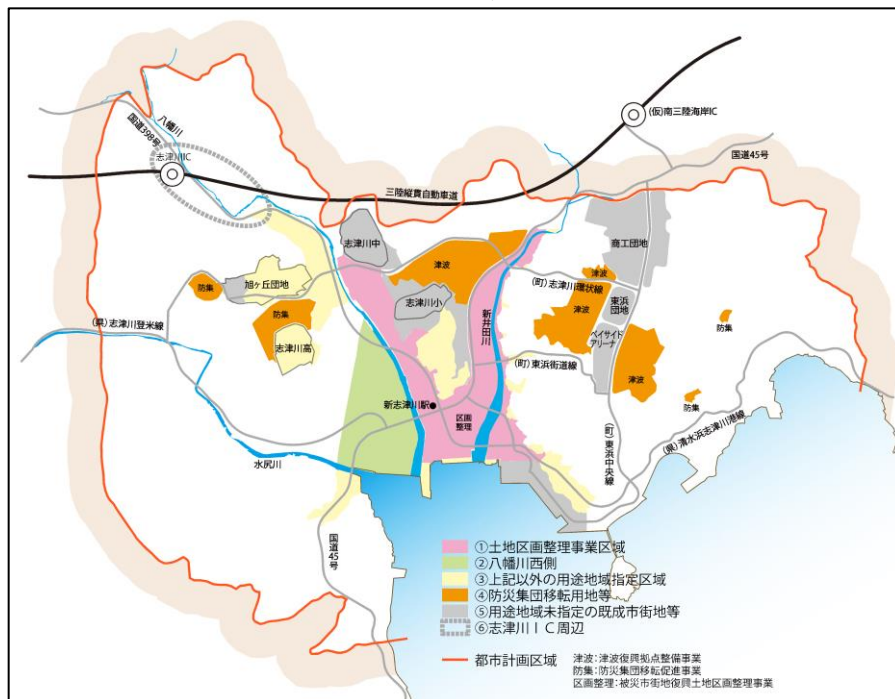 (仮)南三陸海岸IC
八幡川
国道398号
志津川IC
国道45号
三陸縦貫自動車道
商工団地
志津川中
津波
津波
旭ヶ丘団地
防集
(町)志津川環状線
志津川小
東浜
団地
防集
津波
新井田川
ベイサイド
アリーナ
防集
(県)志津川登米線
志津川高
(町)東浜街道線
津波
防集
新志津川駅
区画
整理
(町)東浜中央線
(県)清水浜志津川港線
水尻川
国道45号
①土地区画整理事業区域
②八幡川西側
③上記以外の用途地域指定区域
④防災集団移転用地等
⑤用途地域未指定の既成市街地等
⑥志津川IC周辺
都市計画区域
津波:津波復興拠点整備事業
防集:防災集団移転促進事業
区画整理:被災市街地復興土地区画整理事業